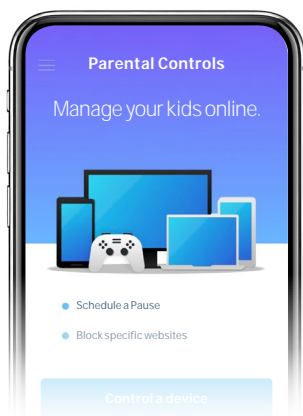 Parental Controls
Manage your kids online.
Schedule a Pause
Block specific websites
Control a device